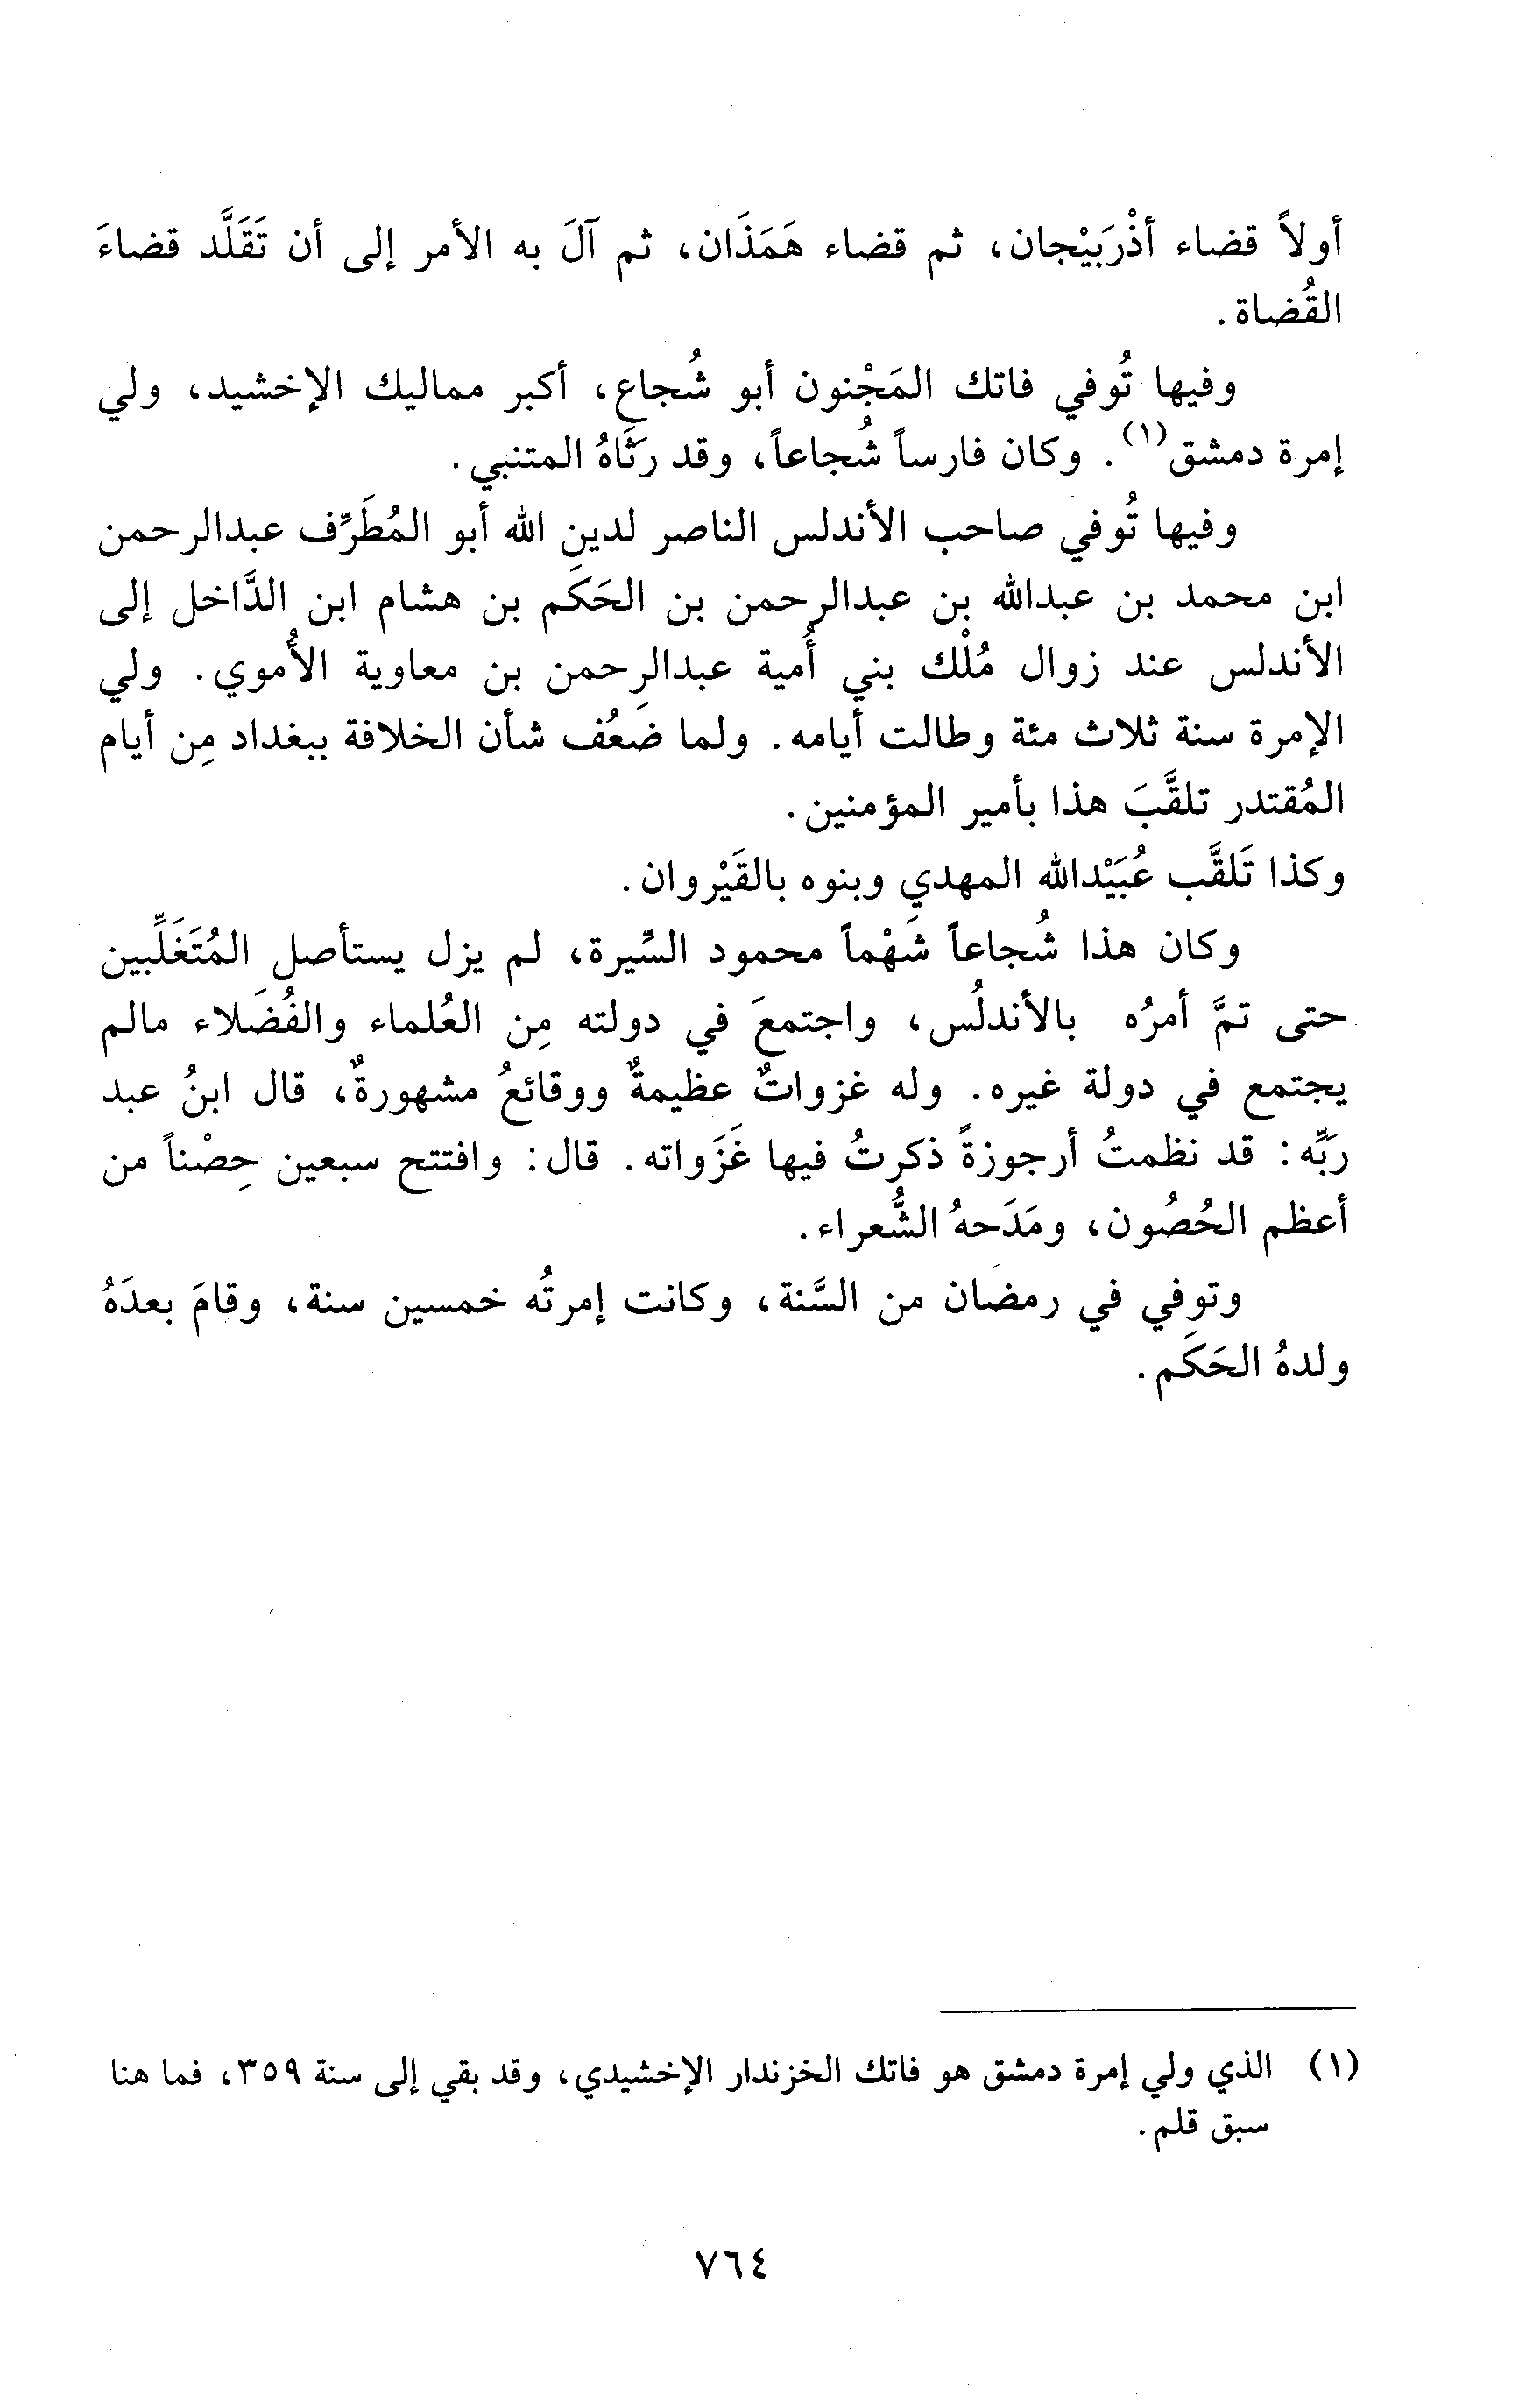 أولاً قضاء أذْرَبَيْجان، ثم قضاء هَمَذَان، ثم آلَ به الأمر إلى أن تَقَلَّد قضاءَ
القُضاة.
وفيها تُوفي فاتك المَجْنون أبو شُجاع، أكبر مماليك الإخشيد، ولي
إمرة دمشق(١). وكان فارساً شُجاعاً، وقد رَثَاهُ المتنبي.
وفيها تُوفي صاحب الأندلس الناصر لدين الله أبو المُطَرِّف عبدالرحمن
ابن محمد بن عبدالله بن عبدالرحمن بن الحَكَم بن هشام ابن الدَّاخل إلى
الأندلس عند زوال مُلْك بني أُمية عبدالرحمن بن معاوية الأُموي. ولي
الإمرة سنة ثلاث مئة وطالت أيامه. ولما ضَعُف شأن الخلافة ببغداد مِن أيام
المُقتدر تلقَّبَ هذا بأمير المؤمنين.
وكذا تَلقَّب عُبَيْدالله المهدي وبنوه بالقَيْروان.
وكان هذا شُجاعاً شَهْماً محمود السِّيرة، لم يزل يستأصل المُتَغَلِّبين
حتى تمَّ أمرُه بالأندلُس، واجتمعَ في دولته مِن العُلماء والفُضَلاء مالم
يجتمع في دولة غيره. وله غزواتٌ عظيمةٌ ووقائعُ مشهورةٌ، قال ابنُ عبد
رَبِّه: قد نظمتُ أرجوزةً ذكرتُ فيها غَزَواته. قال: وافتتح سبعين حِصْناً من
أعظم الحُصُون، ومَدَحهُ الشُّعراء.
وتوفي في رمضان من السَّنة، وكانت إمرتُه خمسين سنة، وقامَ بعدَهُ
ولدهُ الحَكَم.
(١) الذي ولي إمرة دمشق هو فاتك الخزندار الإخشيدي، وقد بقي إلى سنة ٣٥٩، فما هنا
سبق قلم.
٧٦٤